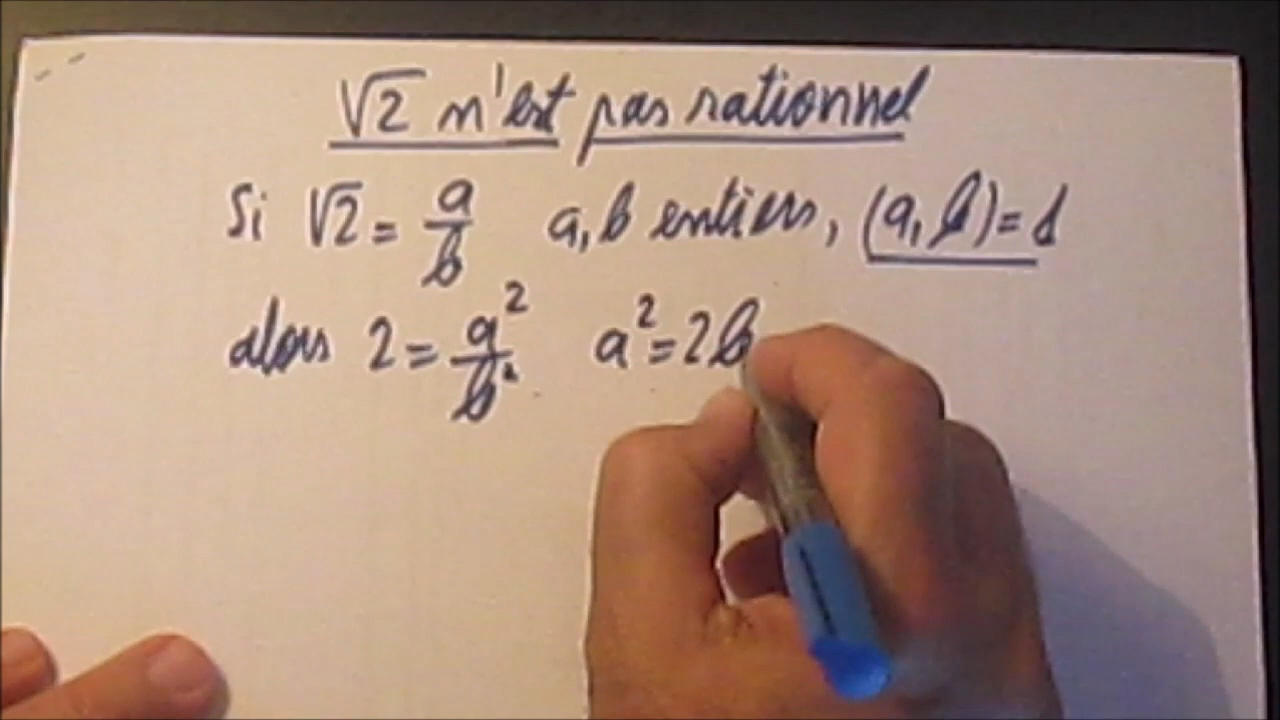 √2 n'est pas rationnel
Si √2 = a/b a, b entiers, (a, b) = 1
alors 2 = a²/b² a² = 2b